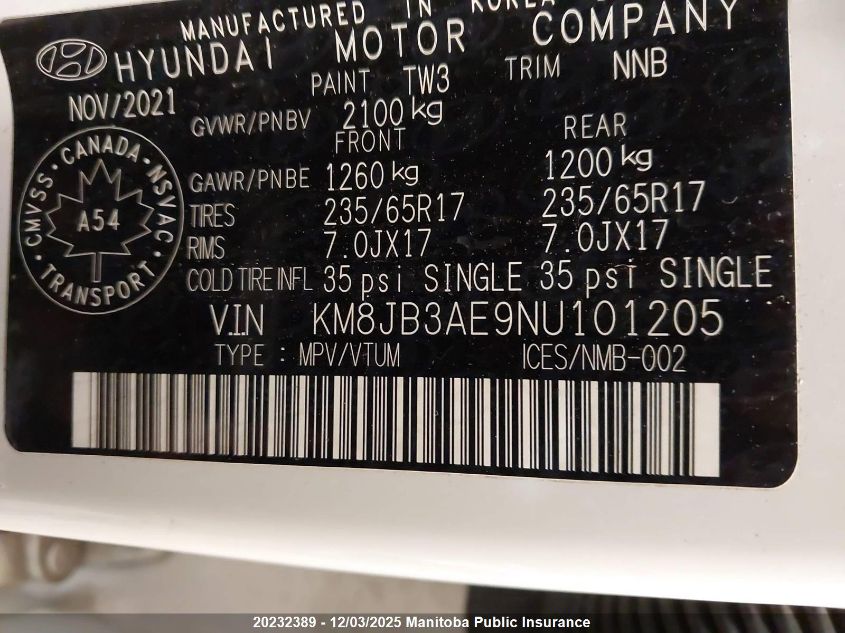 MANUFACTURED IN KOREA
HYUNDAI MOTOR COMPANY
PAINT TW3 TRIM NNB
NOV/2021
GVWR/PNBV 2100 kg
FRONT REAR
GAWR/PNBE 1260 kg 1200 kg
TIRES 235/65R17 235/65R17
RIMS 7.0JX17 7.0JX17
COLD TIRE INFL 35 psi SINGLE 35 psi SINGLE
CANADA
CMVSS · NSVAC
A54
TRANSPORT
V.I.N KM8JB3AE9NU101205
TYPE : MPV/VTUM ICES/NMB-002
20232389 - 12/03/2025 Manitoba Public Insurance